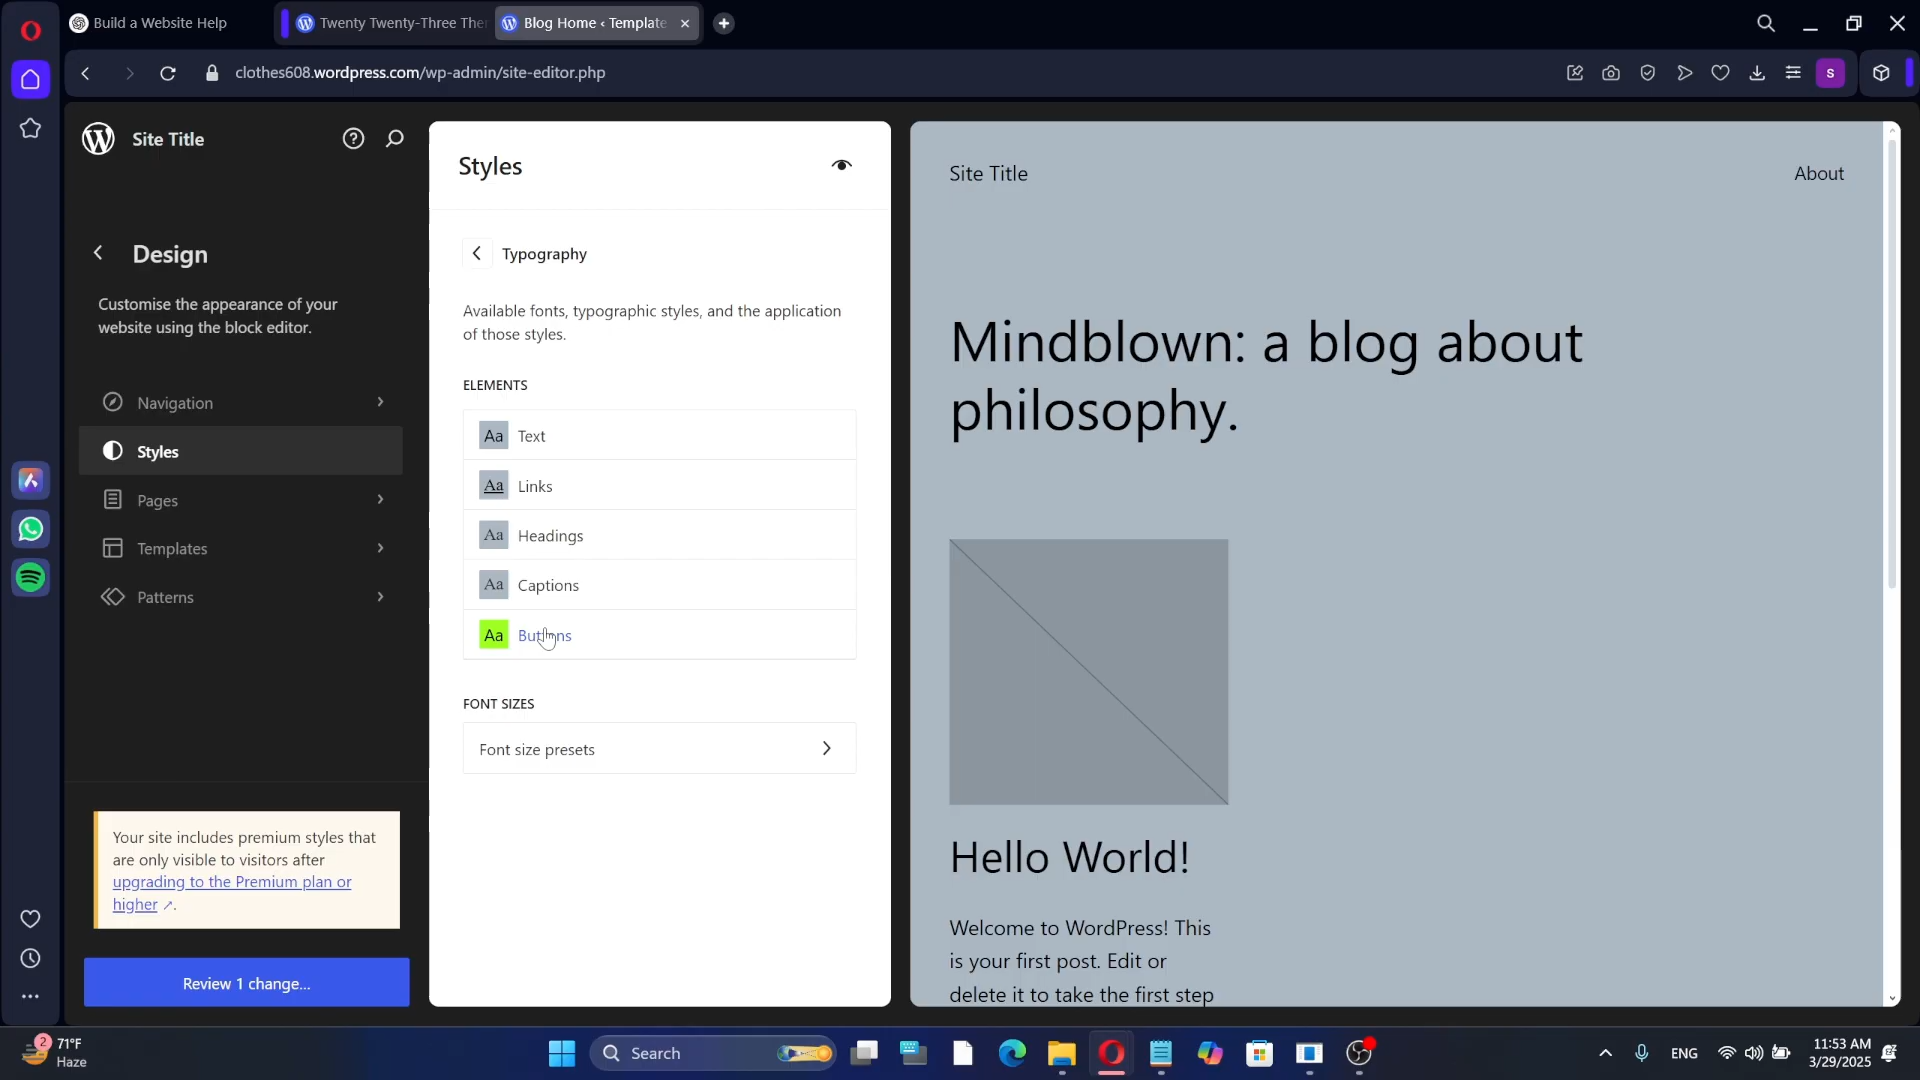 Build a Website Help
Twenty Twenty-Three The
Blog Home ‹ Template
clothes608.wordpress.com/wp-admin/site-editor.php
S
Site Title
Design
Customise the appearance of your
website using the block editor.
Navigation
Styles
Pages
Templates
Patterns
Your site includes premium styles that
are only visible to visitors after
upgrading to the Premium plan or
higher ↗.
Review 1 change...
Styles
Typography
Available fonts, typographic styles, and the application
of those styles.
ELEMENTS
Aa Text
Aa Links
Aa Headings
Aa Captions
Aa Buttons
FONT SIZES
Font size presets
Site Title
About
Mindblown: a blog about
philosophy.
Hello World!
Welcome to WordPress! This
is your first post. Edit or
delete it to take the first step
2
71°F
Haze
Search
ENG
11:53 AM
3/29/2025